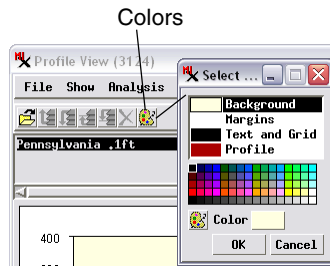 Colors
Profile View (3124)
File Show Analysis
Pennsylvania .1ft
400
Select ...
Background
Margins
Text and Grid
Profile
Color
OK Cancel